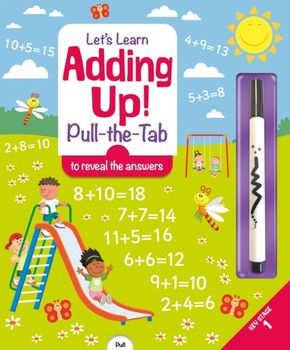 Let's Learn
Adding
Up!
Pull-the-Tab
to reveal the answers
10+5=15
4+9=13
5+3=8
2+8=10
8+10=18
7+7=14
11+5=16
6+6=12
9+1=10
2+4=6
KEY STAGE
1
Pull